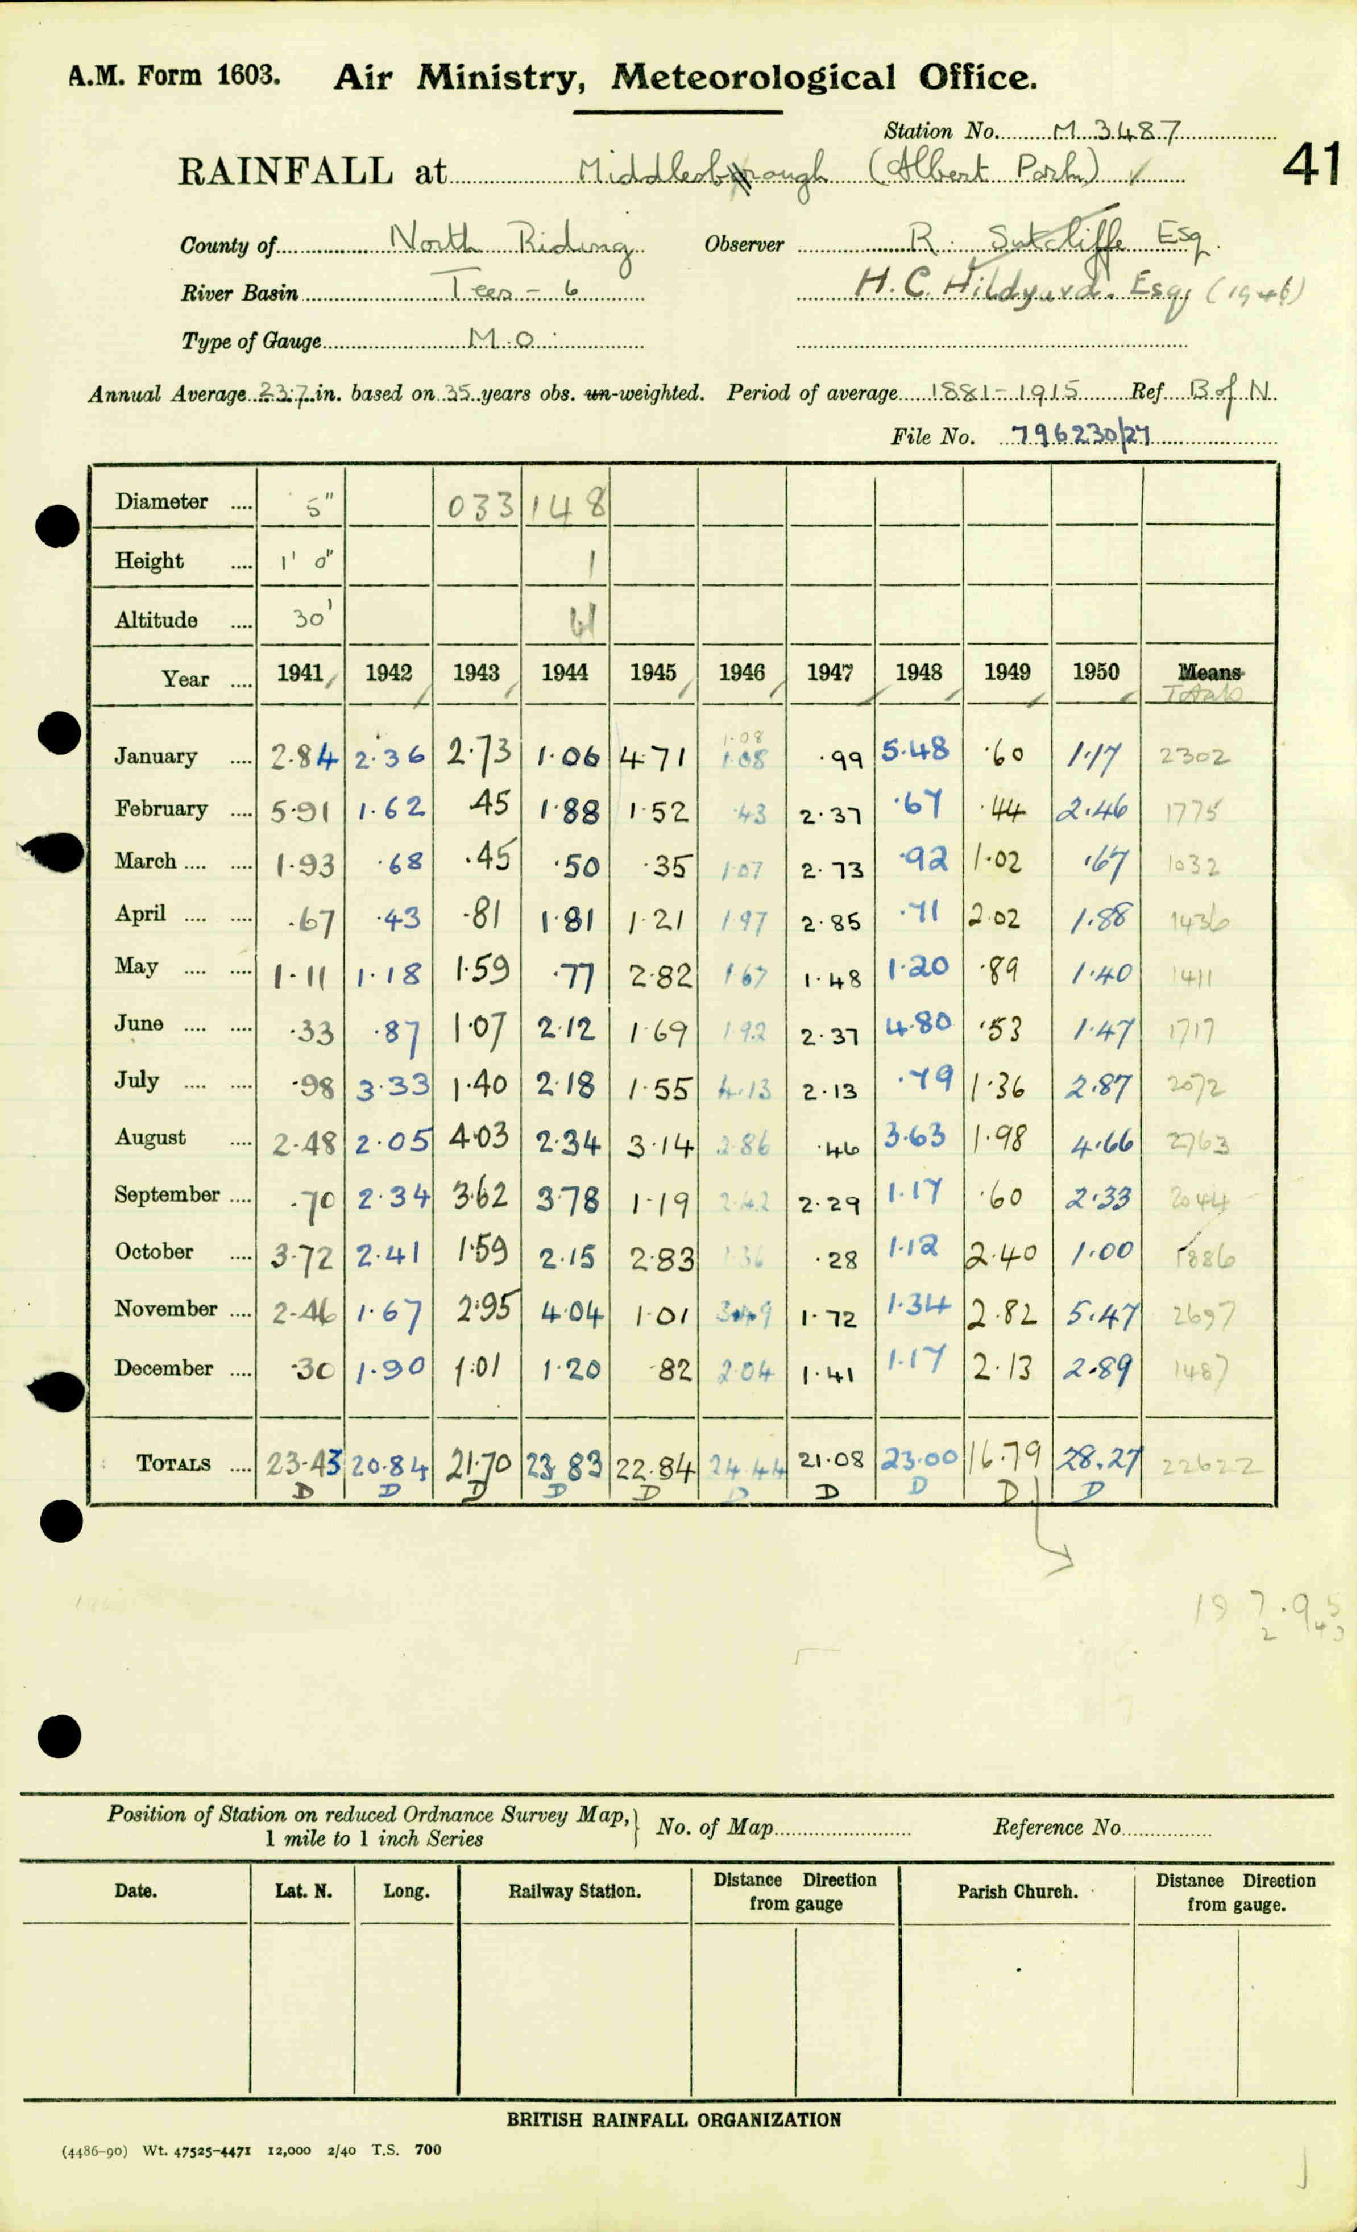 A.M. Form 1603. Air Ministry, Meteorological Office.
Station No. M 3487
RAINFALL at Middlesbrough (Albert Park) ✓ 41
County of North Riding Observer R. Sutcliffe Esq.
River Basin Tees - 6 H.C. Hildyard. Esq, (1946)
Type of Gauge M.O.
Annual Average 23.7 in. based on 35 years obs. un-weighted. Period of average 1881-1915 Ref. B of N.
File No. 796230/27
Diameter .... 5" 033 148
Height .... 1' 0" 1
Altitude .... 30' 61
Year .... 1941 1942 1943 1944 1945 1946 1947 1948 1949 1950 Means
Totals
1.08
January .... 2.84 2.36 2.73 1.06 4.71 1.08 .99 5.48 .60 1.17 2302
February .... 5.91 1.62 .45 1.88 1.52 .43 2.37 .67 .44 2.46 1775
March .... .... 1.93 .68 .45 .50 .35 1.07 2.73 .92 1.02 .67 1032
April .... .... .67 .43 .81 1.81 1.21 1.97 2.85 .71 2.02 1.88 1436
May .... .... 1.11 1.18 1.59 .77 2.82 1.67 1.48 1.20 .89 1.40 1411
June .... .... .33 .87 1.07 2.12 1.69 1.92 2.37 4.80 .53 1.47 1717
July .... .... .98 3.33 1.40 2.18 1.55 4.13 2.13 .79 1.36 2.87 2072
August .... 2.48 2.05 4.03 2.34 3.14 2.86 .46 3.63 1.98 4.66 2763
September .... .70 2.34 3.62 3.78 1.19 2.42 2.29 1.17 .60 2.33 2044
October .... 3.72 2.41 1.59 2.15 2.83 1.36 .28 1.12 2.40 1.00 1886
November .... 2.46 1.67 2.95 4.04 1.01 3.49 1.72 1.34 2.82 5.47 2697
December .... .30 1.90 1.01 1.20 .82 2.04 1.41 1.17 2.13 2.89 1487
TOTALS .... 23.43 20.84 21.70 23.83 22.84 24.44 21.08 23.00 16.79 28.27 22622
D D D D D D D D D D
Position of Station on reduced Ordnance Survey Map, } No. of Map Reference No.
1 mile to 1 inch Series
Date. Lat. N. Long. Railway Station. Distance Direction from gauge Parish Church. Distance Direction from gauge.
BRITISH RAINFALL ORGANIZATION
(4486-90) Wt. 47525-4471 12,000 2/40 T.S. 700